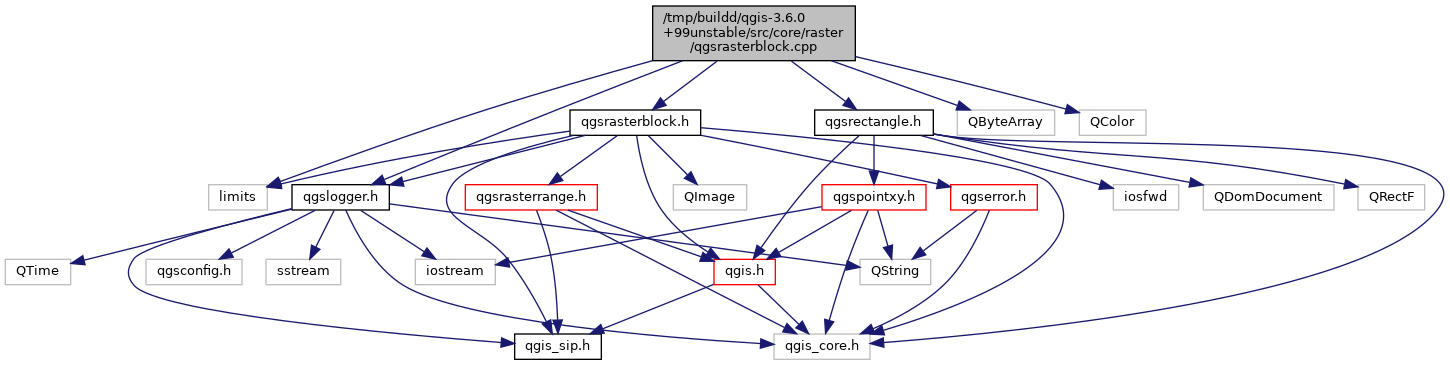 /tmp/buildd/qgis-3.6.0
+99unstable/src/core/raster
/qgsrasterblock.cpp
qgsrasterblock.h
qgsrectangle.h
QByteArray
QColor
limits
qgslogger.h
qgsrasterrange.h
QImage
qgspointxy.h
qgserror.h
iosfwd
QDomDocument
QRectF
QTime
qgsconfig.h
sstream
iostream
qgis.h
QString
qgis_sip.h
qgis_core.h